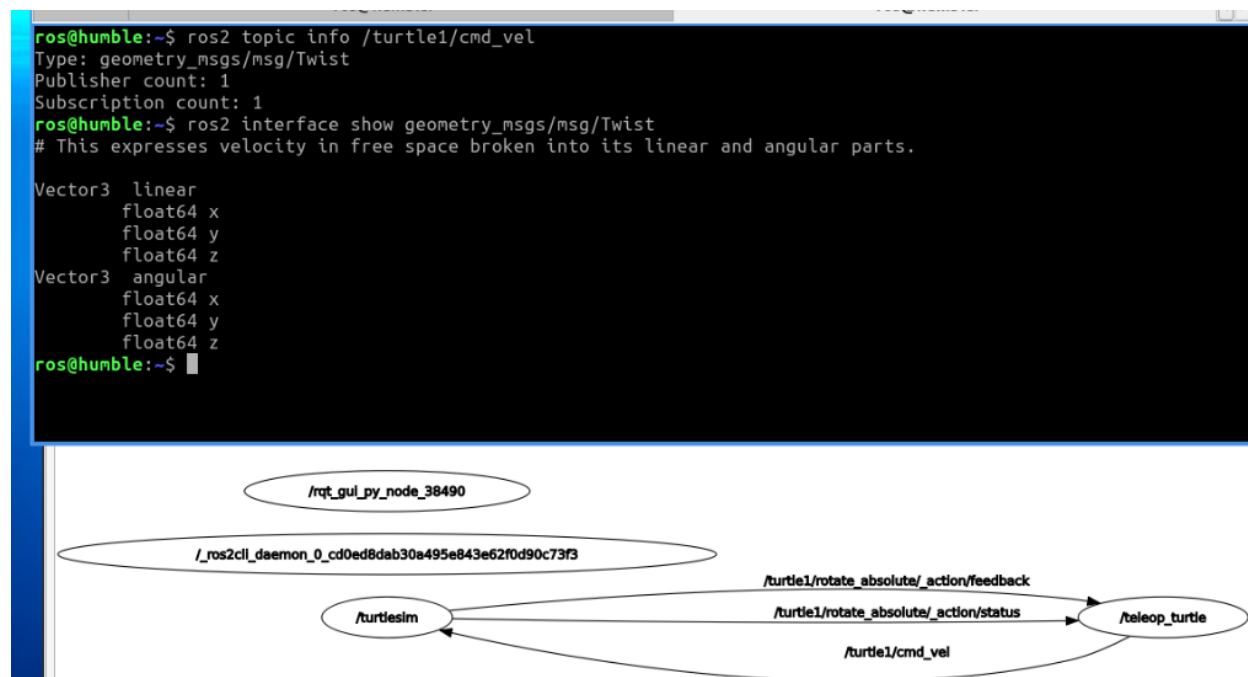 ros@humble:~$ ros2 topic info /turtle1/cmd_vel
Type: geometry_msgs/msg/Twist
Publisher count: 1
Subscription count: 1
ros@humble:~$ ros2 interface show geometry_msgs/msg/Twist
# This expresses velocity in free space broken into its linear and angular parts.
Vector3  linear
float64 x
float64 y
float64 z
Vector3  angular
float64 x
float64 y
float64 z
ros@humble:~$
/rqt_gui_py_node_38490
/_ros2cli_daemon_0_cd0ed8dab30a495e843e62f0d90c73f3
/turtle1/rotate_absolute/_action/feedback
/turtlesim
/turtle1/rotate_absolute/_action/status
/teleop_turtle
/turtle1/cmd_vel